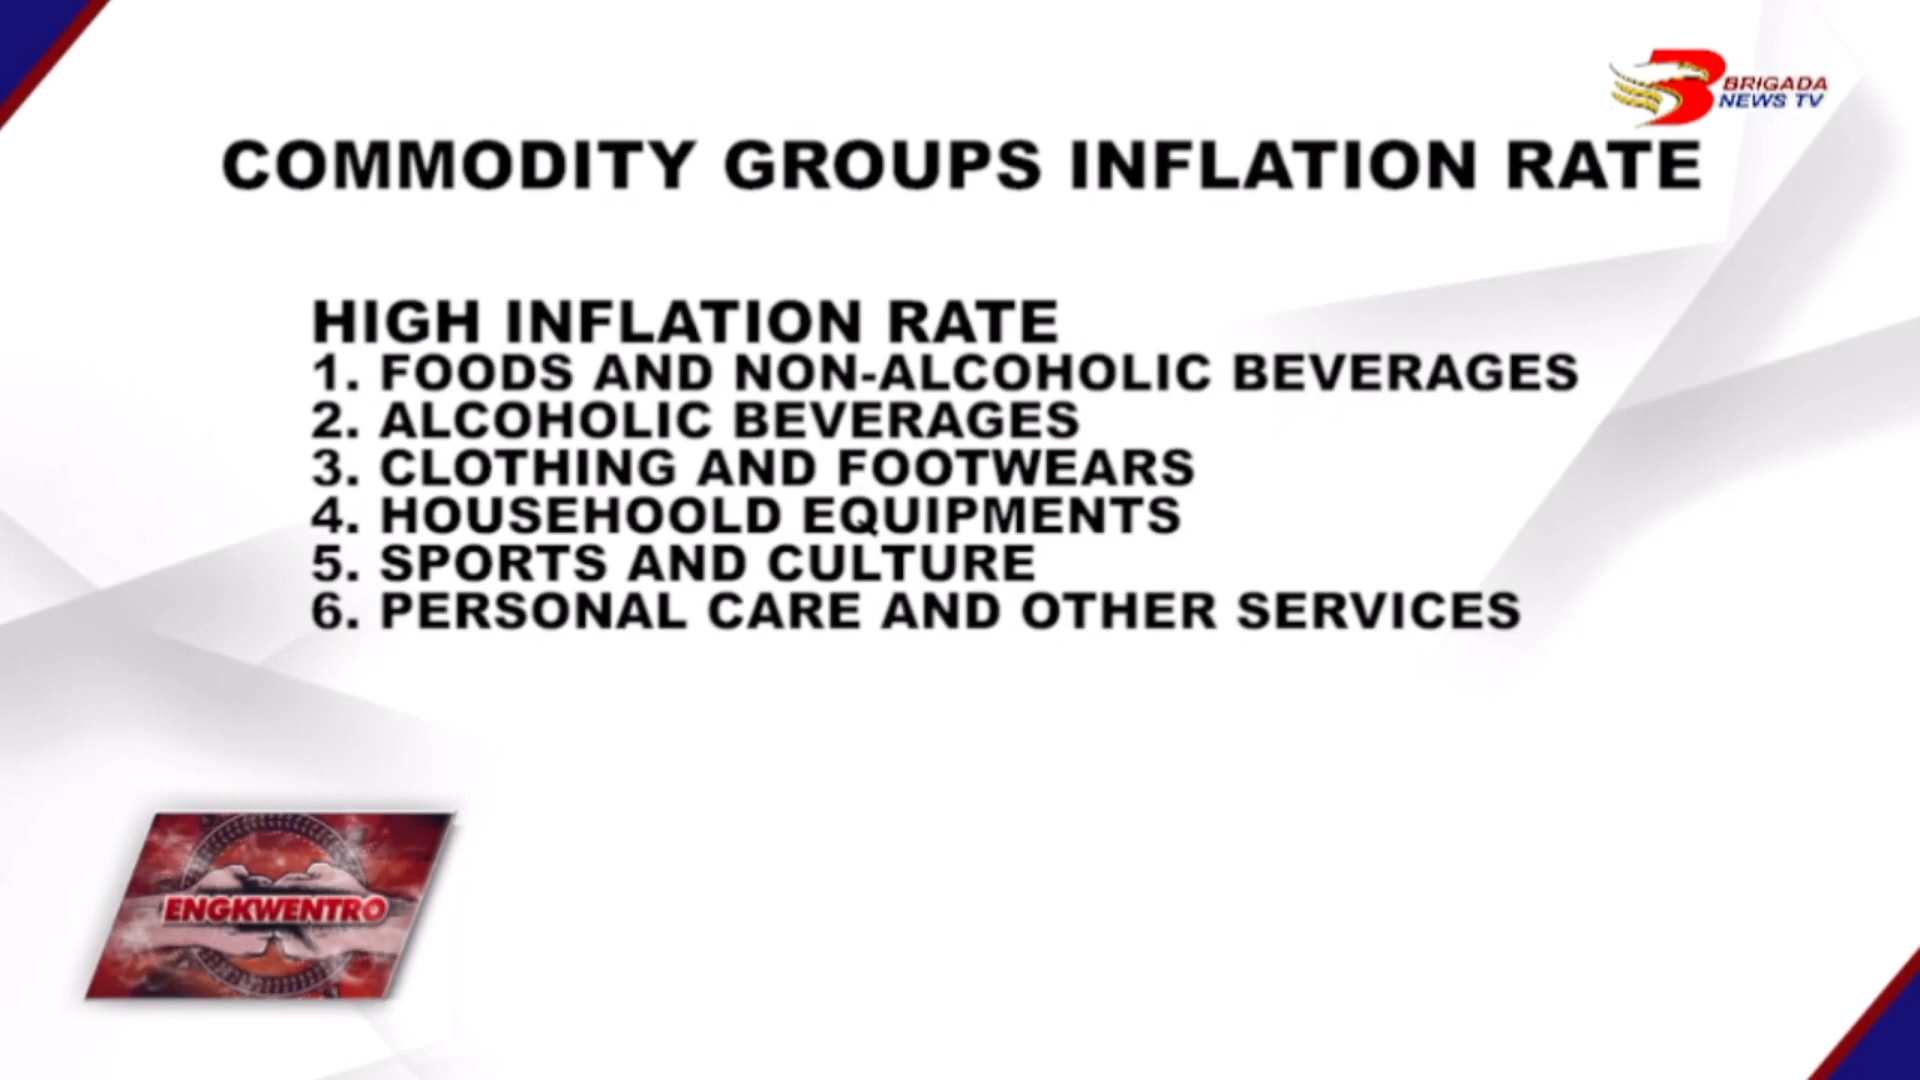 BRIGADA
NEWS TV
COMMODITY GROUPS INFLATION RATE
HIGH INFLATION RATE
1. FOODS AND NON-ALCOHOLIC BEVERAGES
2. ALCOHOLIC BEVERAGES
3. CLOTHING AND FOOTWEARS
4. HOUSEHOOLD EQUIPMENTS
5. SPORTS AND CULTURE
6. PERSONAL CARE AND OTHER SERVICES
ENGKWENTRO